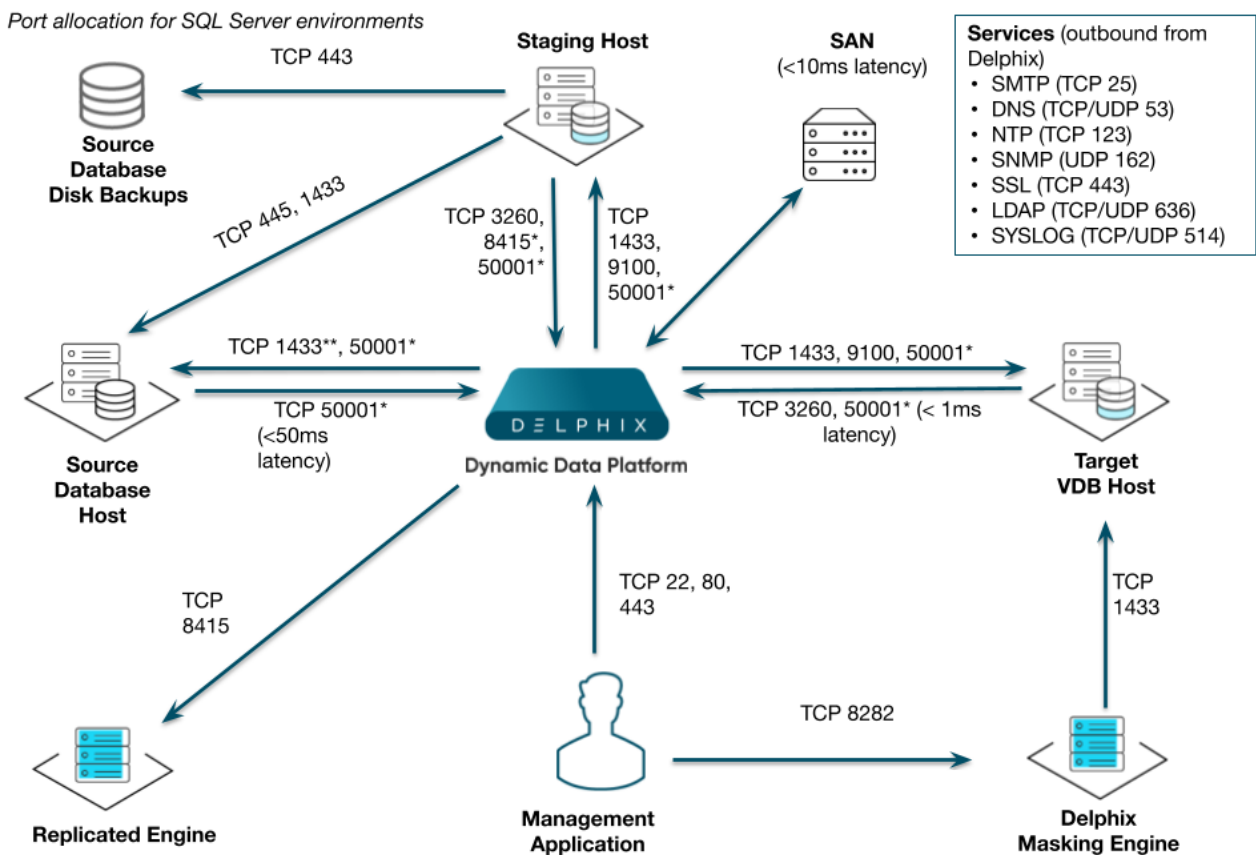 Port allocation for SQL Server environments
Staging Host
SAN
(<10ms latency)
Services (outbound from
Delphix)
• SMTP (TCP 25)
• DNS (TCP/UDP 53)
• NTP (TCP 123)
• SNMP (UDP 162)
• SSL (TCP 443)
• LDAP (TCP/UDP 636)
• SYSLOG (TCP/UDP 514)
TCP 443
Source
Database
Disk Backups
TCP 445, 1433
TCP 3260,
8415*,
50001*
TCP
1433,
9100,
50001*
TCP 1433**, 50001*
TCP 50001*
(<50ms
latency)
TCP 1433, 9100, 50001*
TCP 3260, 50001* (< 1ms
latency)
DELPHIX
Dynamic Data Platform
Source
Database
Host
Target
VDB Host
TCP
8415
TCP 22, 80,
443
TCP
1433
TCP 8282
Replicated Engine
Management
Application
Delphix
Masking Engine